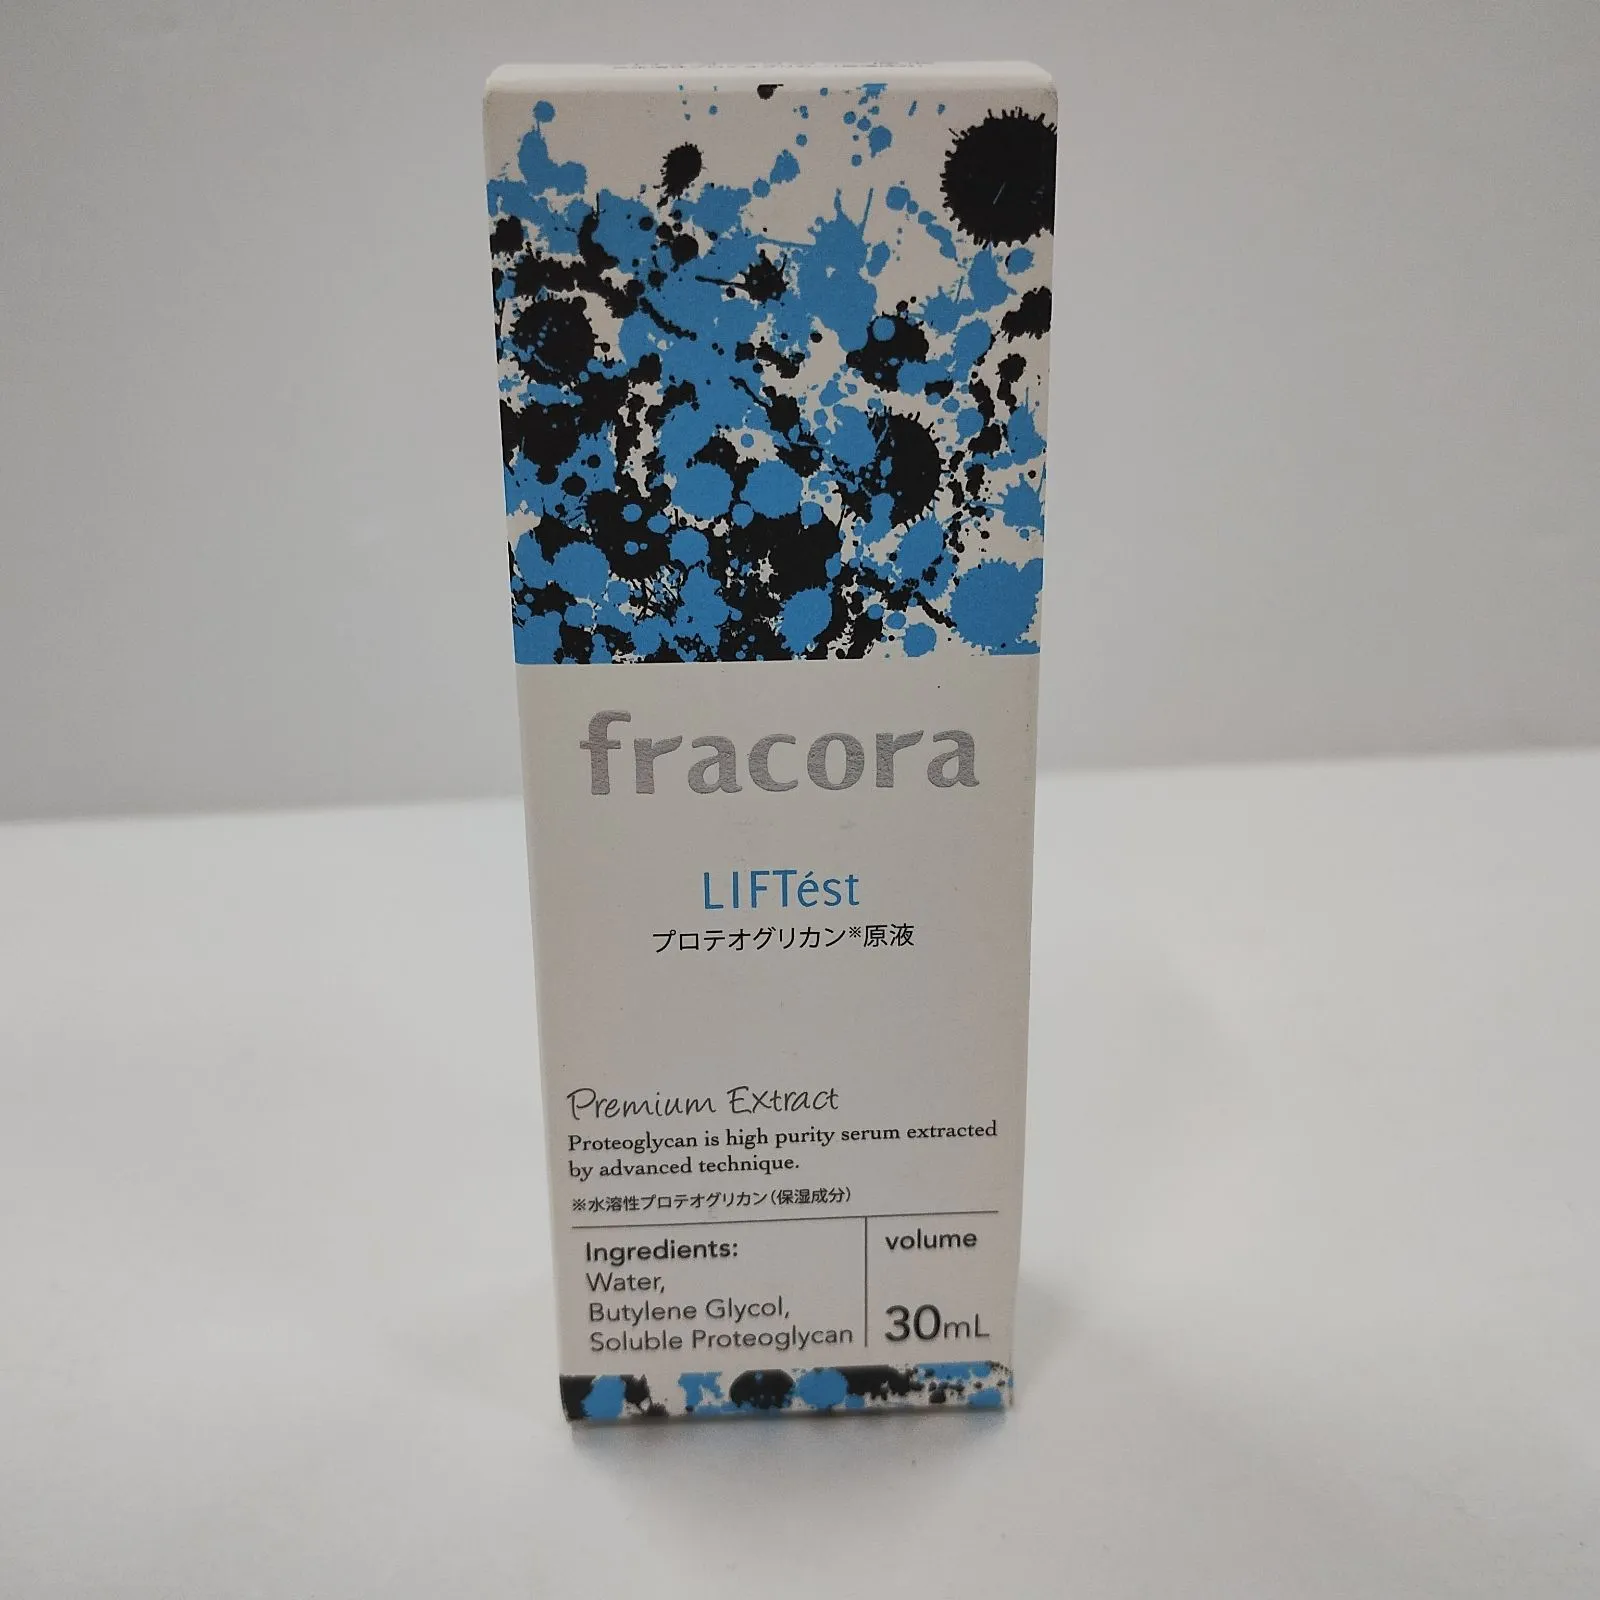 fracora
LIFTést
プロテオグリカン※原液
Premium Extract
Proteoglycan is high purity serum extracted
by advanced technique.
※水溶性プロテオグリカン(保湿成分)
Ingredients:
Water,
Butylene Glycol,
Soluble Proteoglycan
volume
30mL